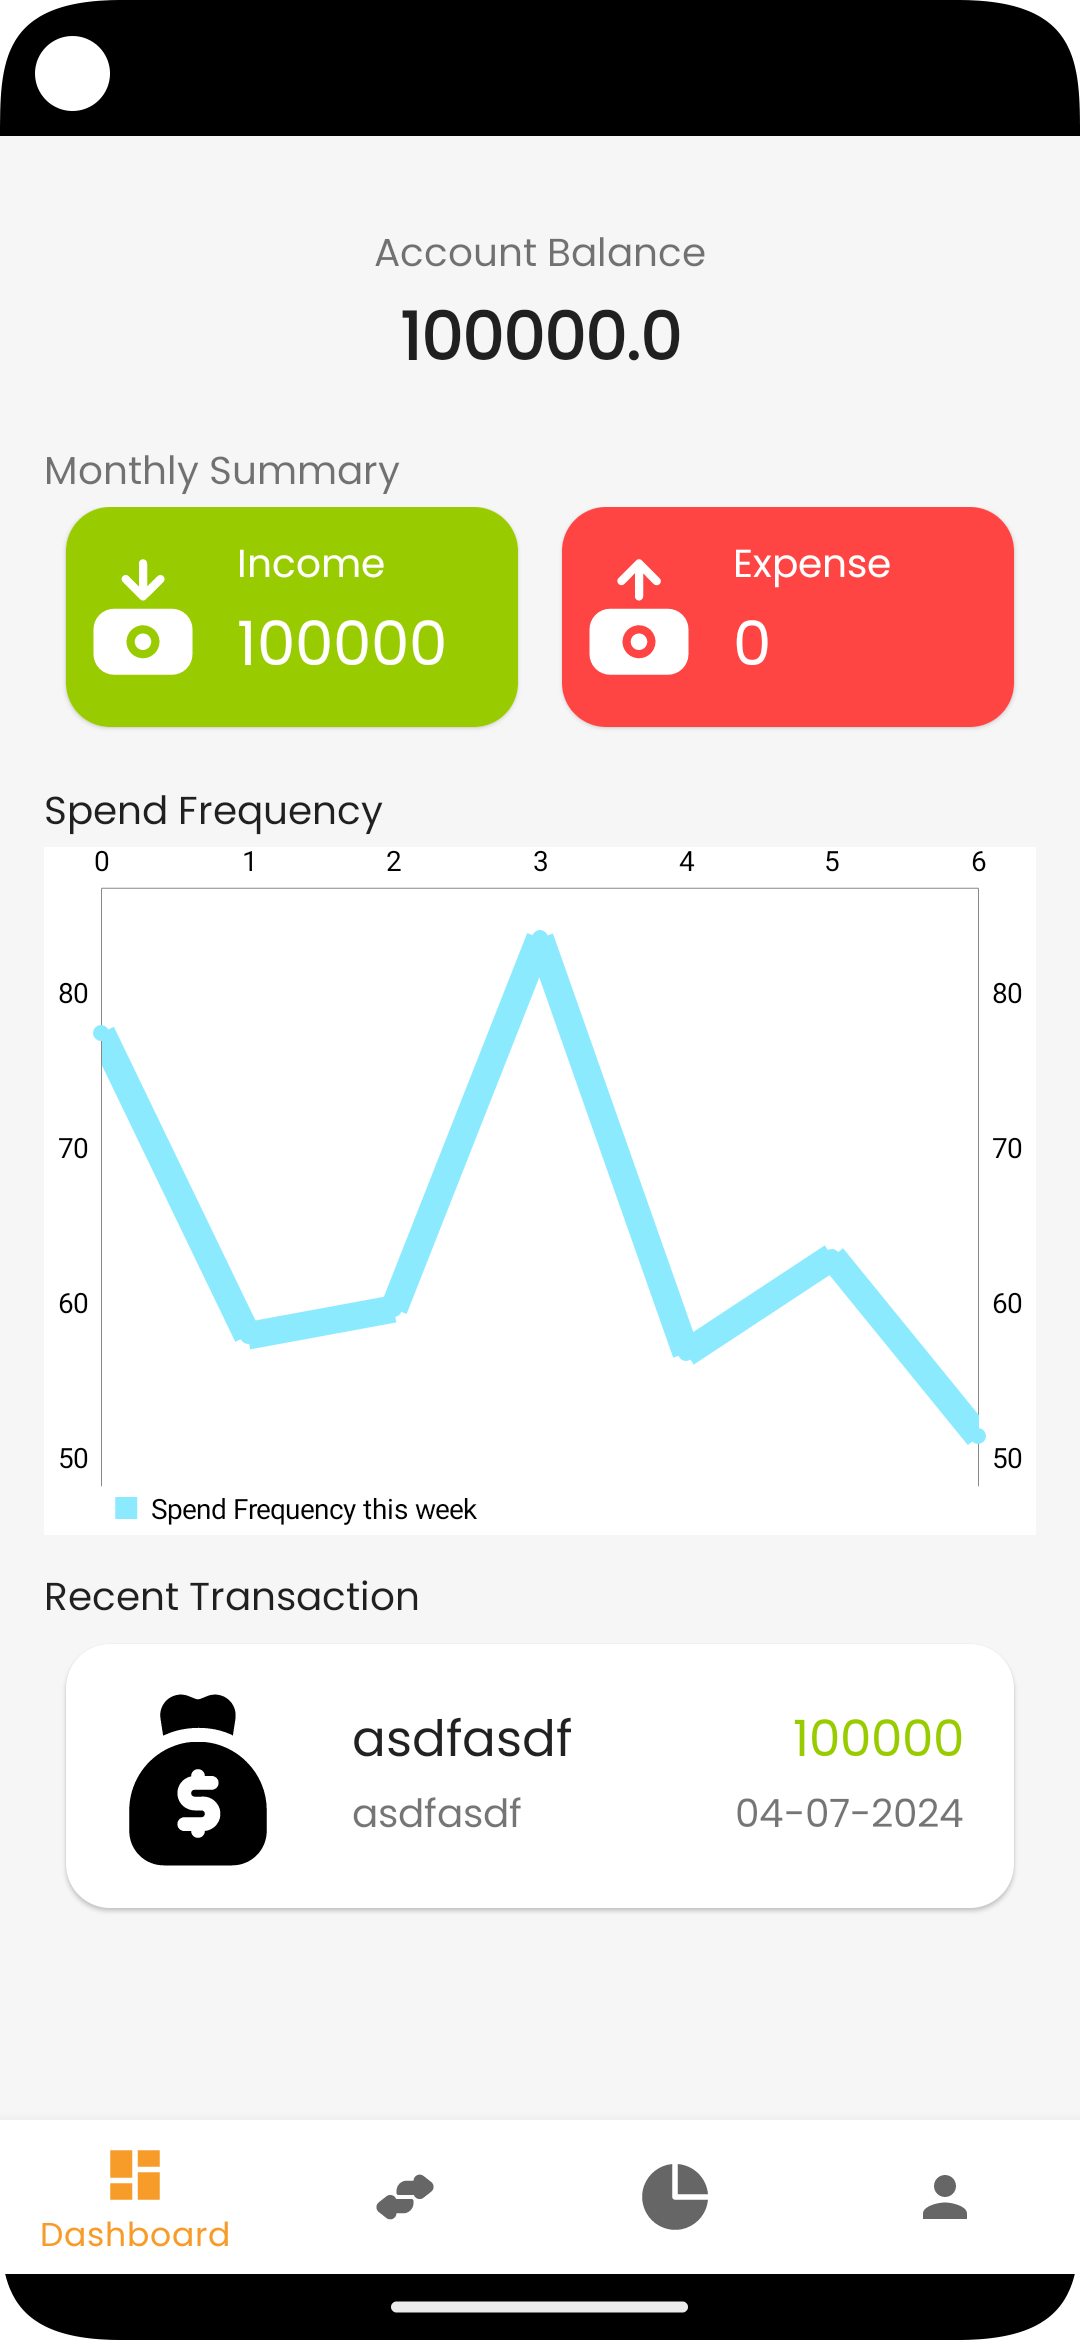 Account Balance
100000.0
Monthly Summary
Income
100000
Expense
0
Spend Frequency
0 1 2 3 4 5 6
80 80
70 70
60 60
50 50
Spend Frequency this week
Recent Transaction
asdfasdf 100000
asdfasdf 04-07-2024
Dashboard